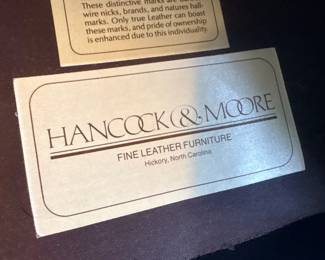 These distinctive marks are
wire nicks, brands, and natures hall-
marks. Only true Leather can boast
these marks, and pride of ownership
is enhanced due to this individuality.
HANCOCK & MOORE
FINE LEATHER FURNITURE
Hickory, North Carolina